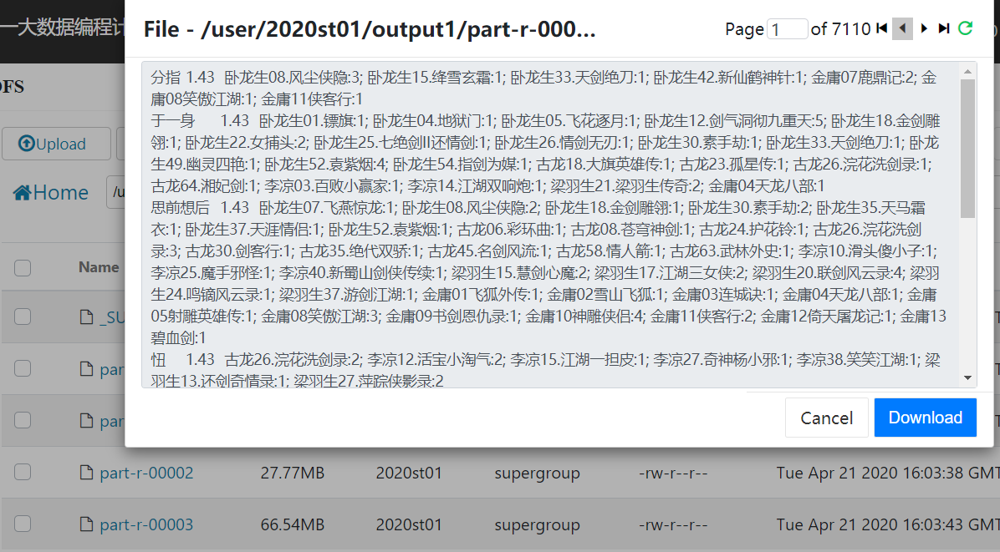 一大数据编程计
File - /user/2020st01/output1/part-r-000...
Page 1 of 7110
DFS
分指 1.43 卧龙生08.风尘侠隐:3; 卧龙生15.绛雪玄霜:1; 卧龙生33.天剑绝刀:1; 卧龙生42.新仙鹤神针:1; 金庸07鹿鼎记:2; 金
庸08笑傲江湖:1; 金庸11侠客行:1
于一身 1.43 卧龙生01.镖旗:1; 卧龙生04.地狱门:1; 卧龙生05.飞花逐月:1; 卧龙生12.剑气洞彻九重天:5; 卧龙生18.金剑雕
翎:1; 卧龙生22.女捕头:2; 卧龙生25.七绝剑II还情剑:1; 卧龙生26.情剑无刃:1; 卧龙生30.素手劫:1; 卧龙生33.天剑绝刀:1; 卧龙
生49.幽灵四艳:1; 卧龙生52.袁紫烟:4; 卧龙生54.指剑为媒:1; 古龙18.大旗英雄传:1; 古龙23.孤星传:1; 古龙26.浣花洗剑录:1;
古龙64.湘妃剑:1; 李凉03.百败小赢家:1; 李凉14.江湖双响炮:1; 梁羽生21.梁羽生传奇:2; 金庸04天龙八部:1
思前想后 1.43 卧龙生07.飞燕惊龙:1; 卧龙生08.风尘侠隐:2; 卧龙生18.金剑雕翎:1; 卧龙生30.素手劫:2; 卧龙生35.天马霜
衣:1; 卧龙生37.天涯情侣:1; 卧龙生52.袁紫烟:1; 古龙06.彩环曲:1; 古龙08.苍穹神剑:1; 古龙24.护花铃:1; 古龙26.浣花洗剑
录:3; 古龙30.剑客行:1; 古龙35.绝代双骄:1; 古龙45.名剑风流:1; 古龙58.情人箭:1; 古龙63.武林外史:1; 李凉10.滑头傻小子:1;
李凉25.魔手邪怪:1; 李凉40.新蜀山剑侠传续:1; 梁羽生15.慧剑心魔:2; 梁羽生17.江湖三女侠:2; 梁羽生20.联剑风云录:4; 梁羽
生24.鸣镝风云录:1; 梁羽生37.游剑江湖:1; 金庸01飞狐外传:1; 金庸02雪山飞狐:1; 金庸03连城诀:1; 金庸04天龙八部:1; 金庸
05射雕英雄传:1; 金庸08笑傲江湖:3; 金庸09书剑恩仇录:1; 金庸10神雕侠侣:4; 金庸11侠客行:2; 金庸12倚天屠龙记:1; 金庸13
碧血剑:1
忸 1.43 古龙26.浣花洗剑录:2; 李凉12.活宝小淘气:2; 李凉15.江湖一担皮:1; 李凉27.奇神杨小邪:1; 李凉38.笑笑江湖:1; 梁
羽生13.还剑奇情录:1; 梁羽生27.萍踪侠影录:2
Upload
Home /u
Name
_SU
par
par
par
Cancel Download
part-r-00002 27.77MB 2020st01 supergroup -rw-r--r-- Tue Apr 21 2020 16:03:38 GMT
part-r-00003 66.54MB 2020st01 supergroup -rw-r--r-- Tue Apr 21 2020 16:03:43 GMT